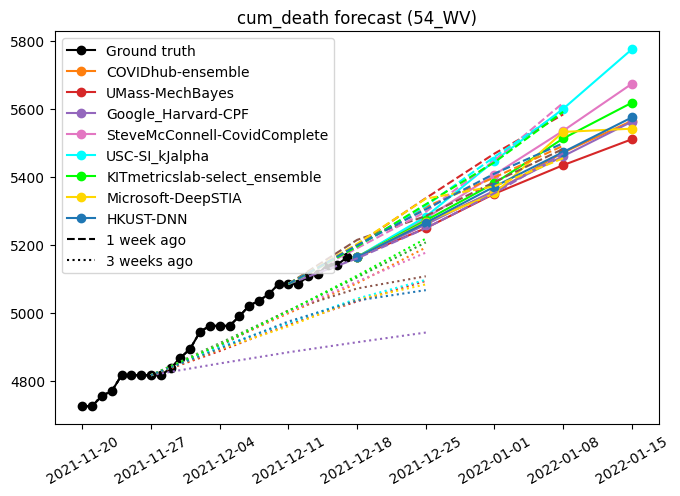 cum_death forecast (54_WV)
5800
5600
5400
5200
5000
4800
Ground truth
COVIDhub-ensemble
UMass-MechBayes
Google_Harvard-CPF
SteveMcConnell-CovidComplete
USC-SI_kJalpha
KITmetricslab-select_ensemble
Microsoft-DeepSTIA
HKUST-DNN
1 week ago
3 weeks ago
2021-11-20
2021-11-27
2021-12-04
2021-12-11
2021-12-18
2021-12-25
2022-01-01
2022-01-08
2022-01-15